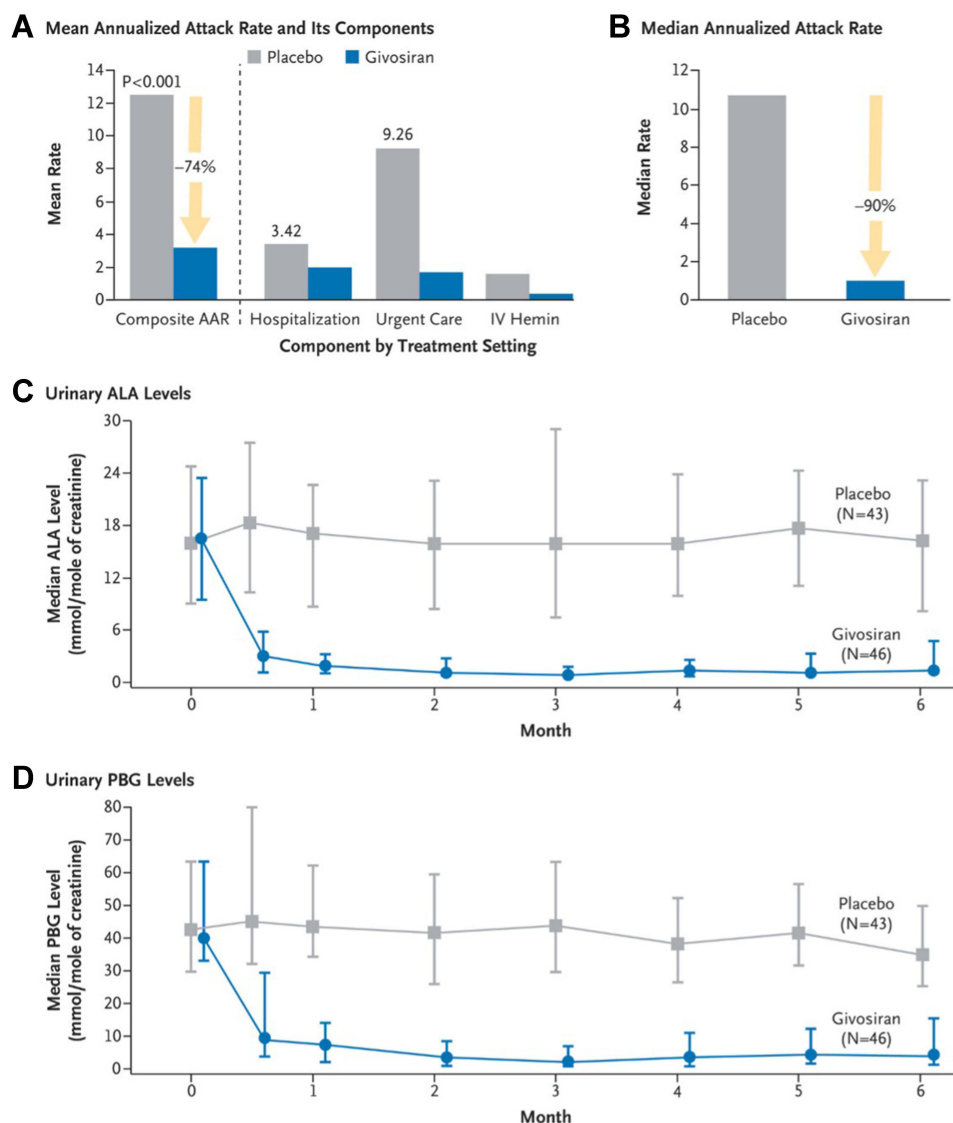 A Mean Annualized Attack Rate and Its Components
Placebo Givosiran
Mean Rate
14
12
10
8
6
4
2
0
P<0.001
–74%
3.42
9.26
Composite AAR Hospitalization Urgent Care IV Hemin
Component by Treatment Setting
B Median Annualized Attack Rate
Median Rate
12
10
8
6
4
2
0
–90%
Placebo Givosiran
C Urinary ALA Levels
Median ALA Level
(mmol/mole of creatinine)
30
24
18
12
6
0
Placebo
(N=43)
Givosiran
(N=46)
0 1 2 3 4 5 6
Month
D Urinary PBG Levels
Median PBG Level
(mmol/mole of creatinine)
80
70
60
50
40
30
20
10
0
Placebo
(N=43)
Givosiran
(N=46)
0 1 2 3 4 5 6
Month